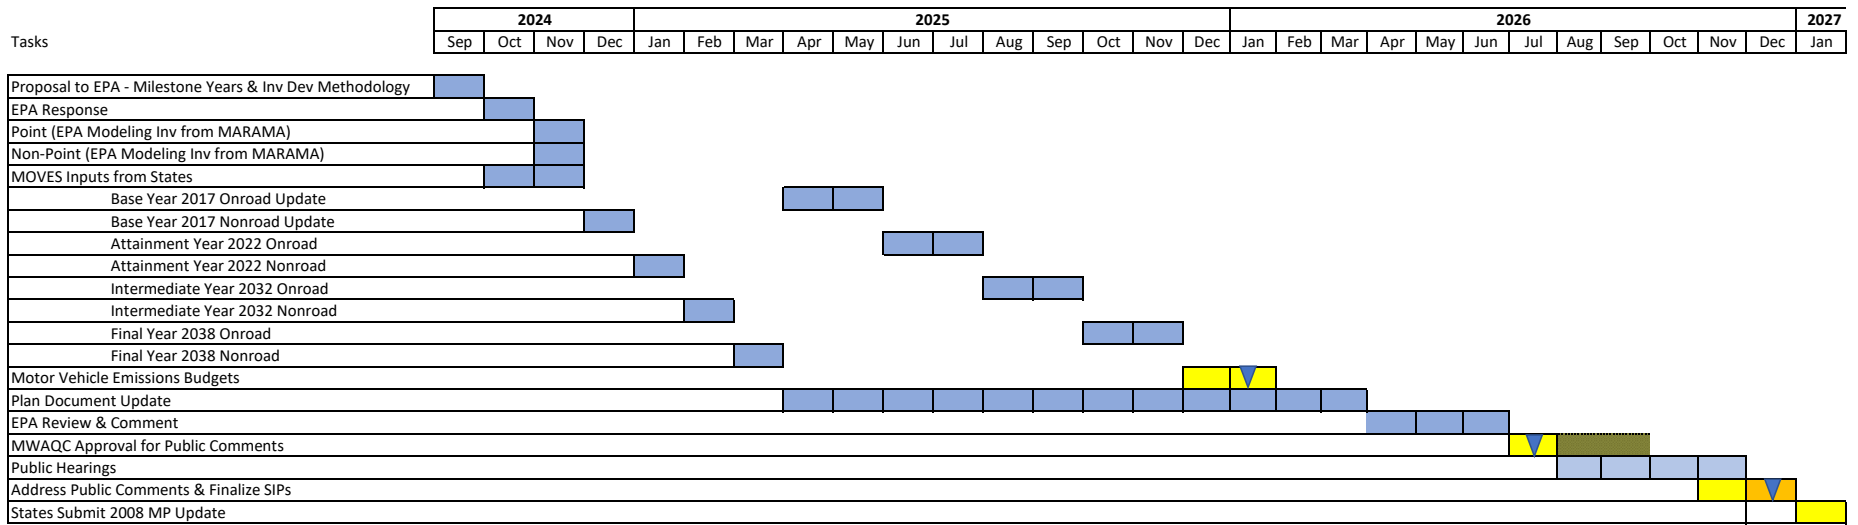 2024 2025 2026 2027
Tasks Sep Oct Nov Dec Jan Feb Mar Apr May Jun Jul Aug Sep Oct Nov Dec Jan Feb Mar Apr May Jun Jul Aug Sep Oct Nov Dec Jan
Proposal to EPA - Milestone Years & Inv Dev Methodology
EPA Response
Point (EPA Modeling Inv from MARAMA)
Non-Point (EPA Modeling Inv from MARAMA)
MOVES Inputs from States
Base Year 2017 Onroad Update
Base Year 2017 Nonroad Update
Attainment Year 2022 Onroad
Attainment Year 2022 Nonroad
Intermediate Year 2032 Onroad
Intermediate Year 2032 Nonroad
Final Year 2038 Onroad
Final Year 2038 Nonroad
Motor Vehicle Emissions Budgets
Plan Document Update
EPA Review & Comment
MWAQC Approval for Public Comments
Public Hearings
Address Public Comments & Finalize SIPs
States Submit 2008 MP Update